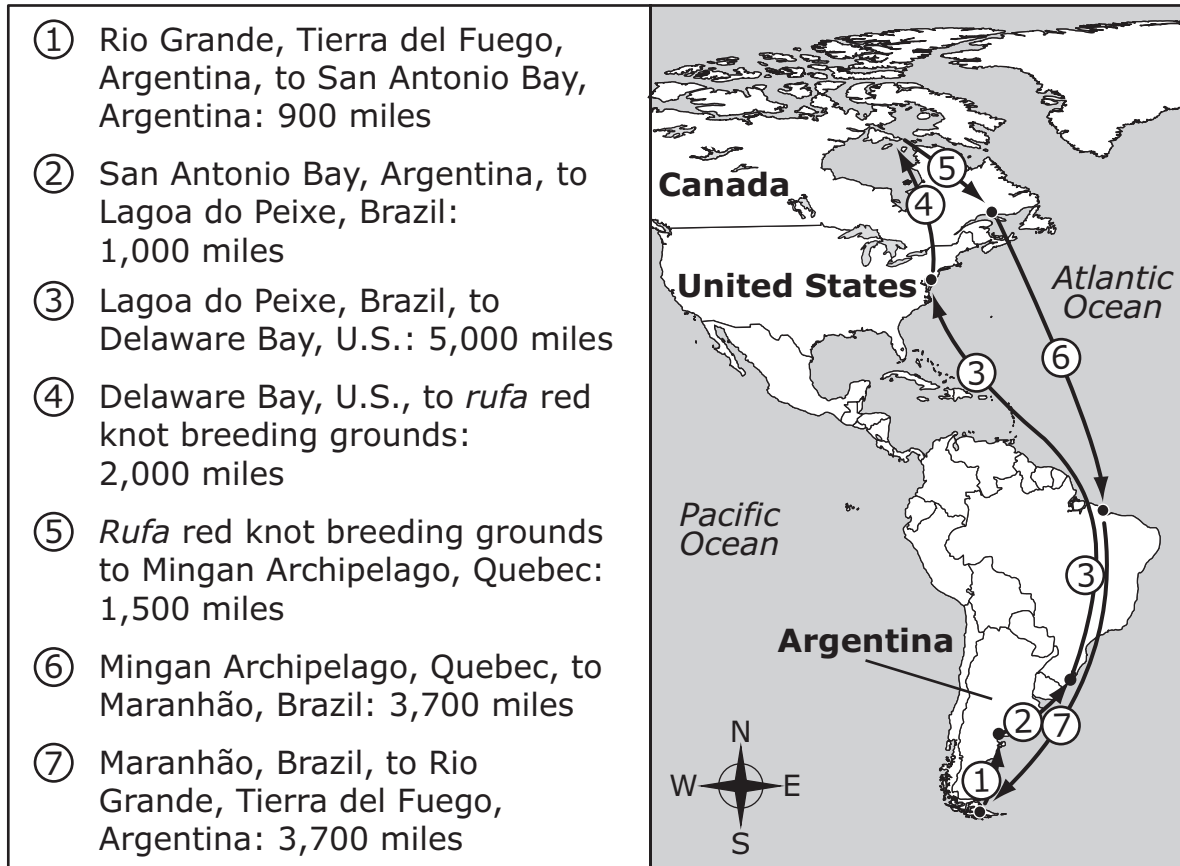 ① Rio Grande, Tierra del Fuego,
Argentina, to San Antonio Bay,
Argentina: 900 miles
② San Antonio Bay, Argentina, to
Lagoa do Peixe, Brazil:
1,000 miles
③ Lagoa do Peixe, Brazil, to
Delaware Bay, U.S.: 5,000 miles
④ Delaware Bay, U.S., to rufa red
knot breeding grounds:
2,000 miles
⑤ Rufa red knot breeding grounds
to Mingan Archipelago, Quebec:
1,500 miles
⑥ Mingan Archipelago, Quebec, to
Maranhão, Brazil: 3,700 miles
⑦ Maranhão, Brazil, to Rio
Grande, Tierra del Fuego,
Argentina: 3,700 miles
⑤
Canada
④
United States
Atlantic
Ocean
⑥
③
Pacific
Ocean
③
Argentina
②
⑦
①
N
W
E
S